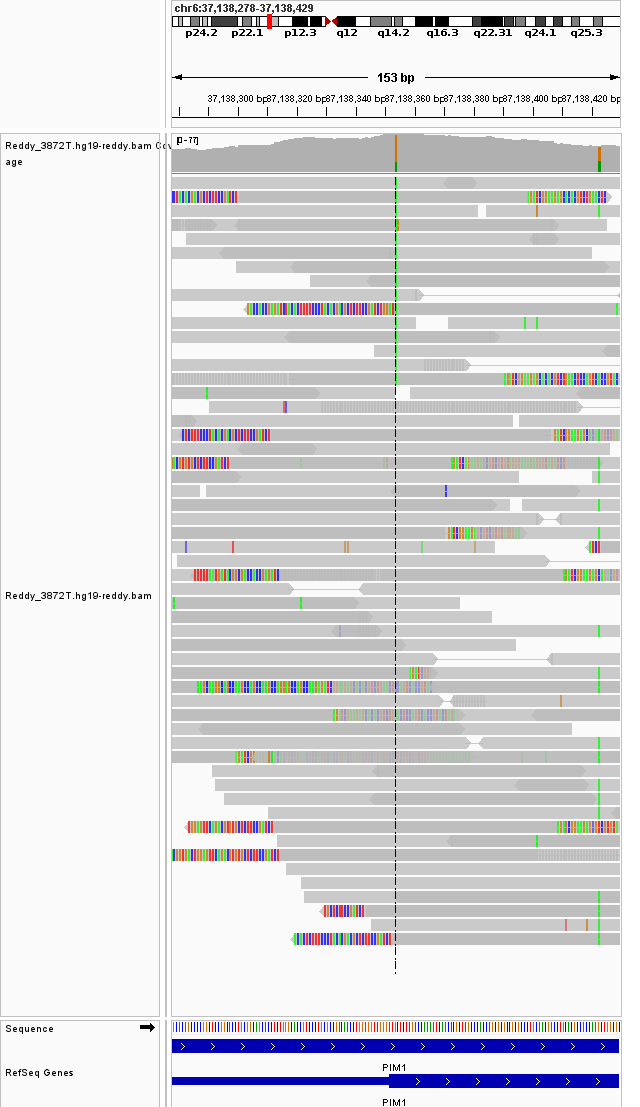 chr6:37,138,278-37,138,429
p24.2 p22.1 p12.3 q12 q14.2 q16.3 q22.31 q24.1 q25.3
153 bp
37,138,300 bp 37,138,320 bp 37,138,340 bp 37,138,360 bp 37,138,380 bp 37,138,400 bp 37,138,420 bp
Reddy_3872T.hg19-reddy.bam Cov
age
[0 - 77]
Reddy_3872T.hg19-reddy.bam
Sequence
RefSeq Genes
PIM1
PIM1